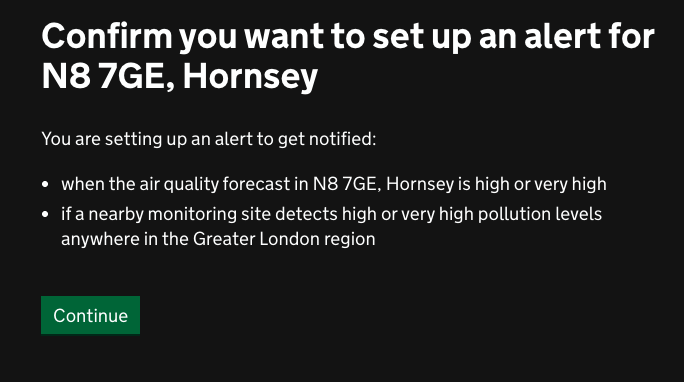 Confirm you want to set up an alert for
N8 7GE, Hornsey
You are setting up an alert to get notified:
• when the air quality forecast in N8 7GE, Hornsey is high or very high
• if a nearby monitoring site detects high or very high pollution levels
anywhere in the Greater London region
Continue